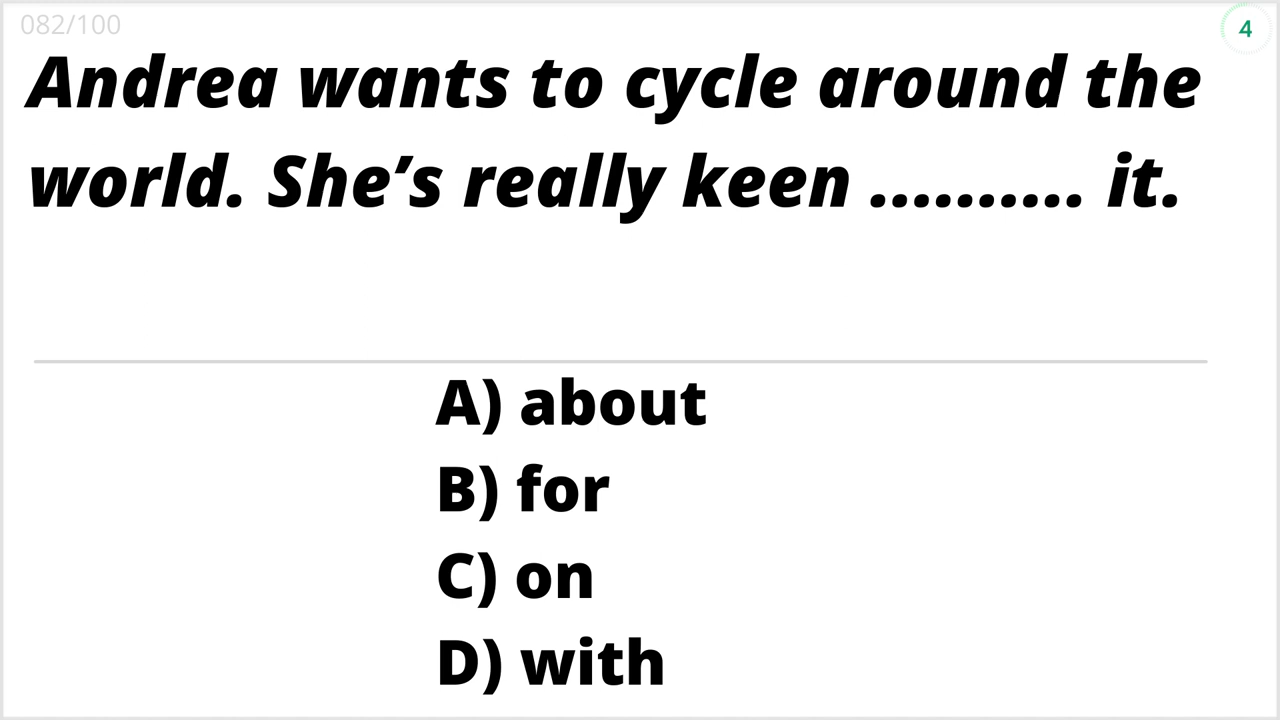 082/100
4
Andrea wants to cycle around the
world. She’s really keen .......... it.
A) about
B) for
C) on
D) with